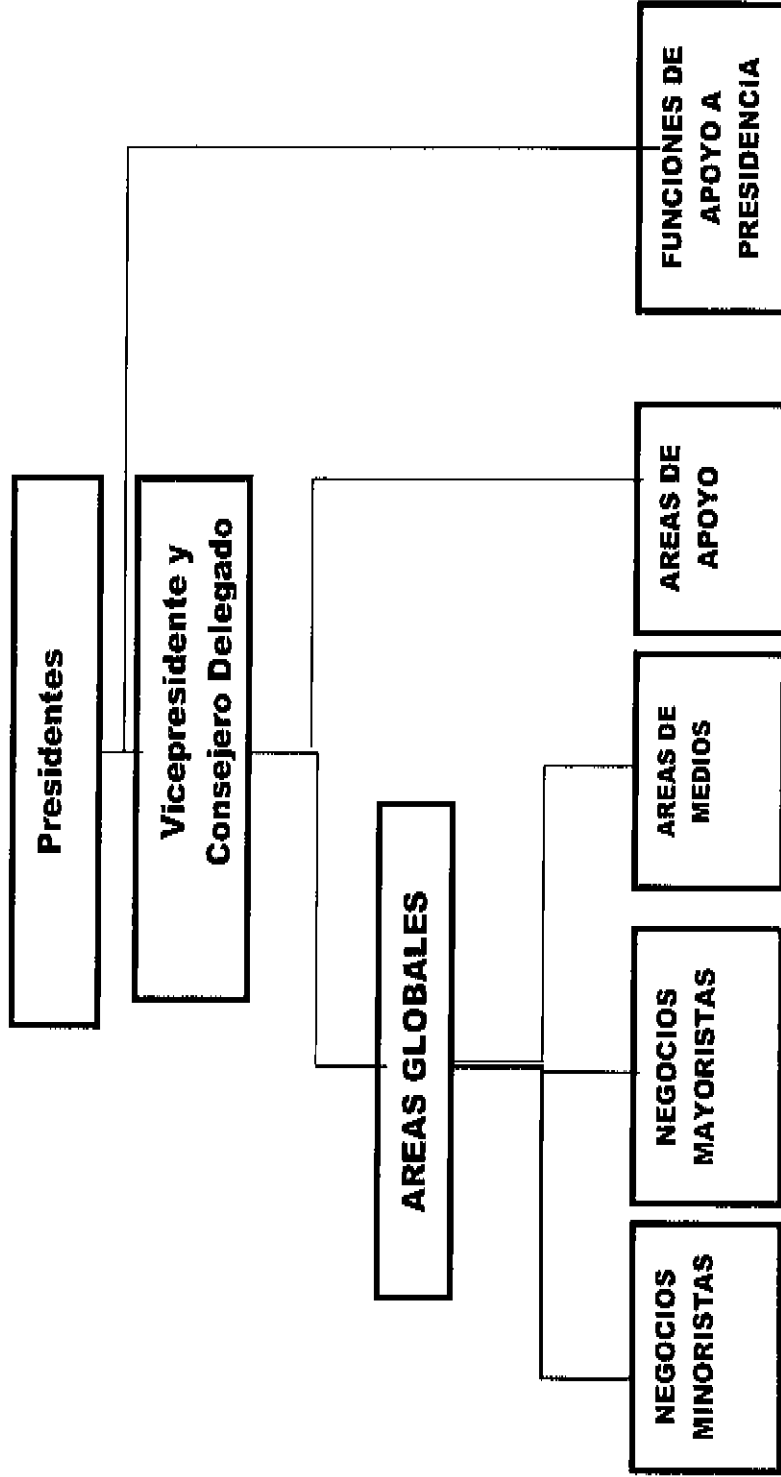 Presidentes
Vicepresidente y
Consejero Delegado
AREAS GLOBALES
NEGOCIOS
MINORISTAS
NEGOCIOS
MAYORISTAS
AREAS DE
MEDIOS
AREAS DE
APOYO
FUNCIONES DE
APOYO A
PRESIDENCIA